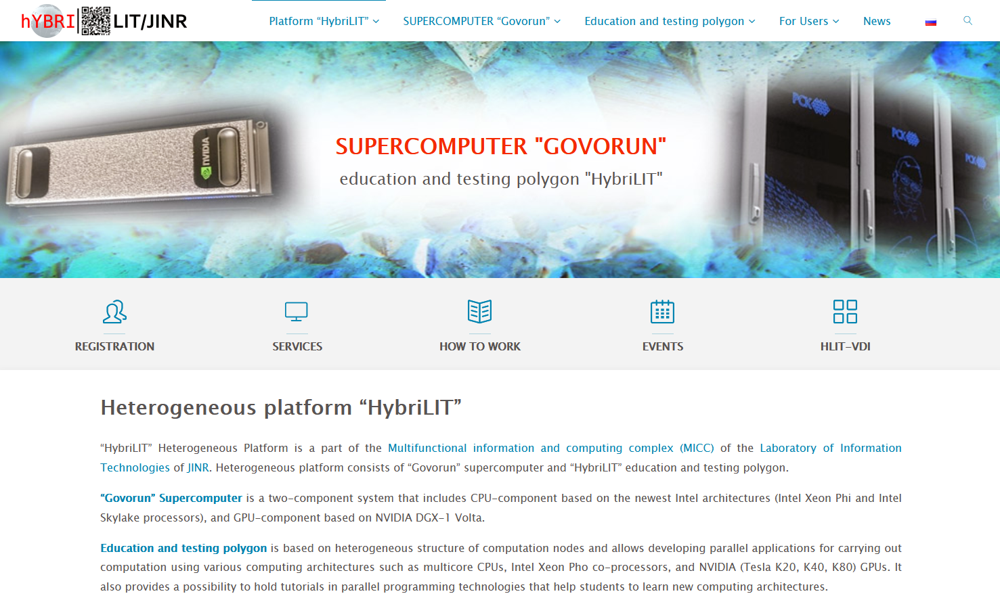 hYBRI LIT/JINR
Platform “HybriLIT” SUPERCOMPUTER “Govorun” Education and testing polygon For Users News
NVIDIA
РСК
РСК
РСК
SUPERCOMPUTER "GOVORUN"
education and testing polygon "HybriLIT"
REGISTRATION SERVICES HOW TO WORK EVENTS HLIT-VDI
Heterogeneous platform “HybriLIT”
“HybriLIT” Heterogeneous Platform is a part of the Multifunctional information and computing complex (MICC) of the Laboratory of Information
Technologies of JINR. Heterogeneous platform consists of “Govorun” supercomputer and “HybriLIT” education and testing polygon.
“Govorun” Supercomputer is a two-component system that includes CPU-component based on the newest Intel architectures (Intel Xeon Phi and Intel
Skylake processors), and GPU-component based on NVIDIA DGX-1 Volta.
Education and testing polygon is based on heterogeneous structure of computation nodes and allows developing parallel applications for carrying out
computation using various computing architectures such as multicore CPUs, Intel Xeon Pho co-processors, and NVIDIA (Tesla K20, K40, K80) GPUs. It
also provides a possibility to hold tutorials in parallel programming technologies that help students to learn new computing architectures.